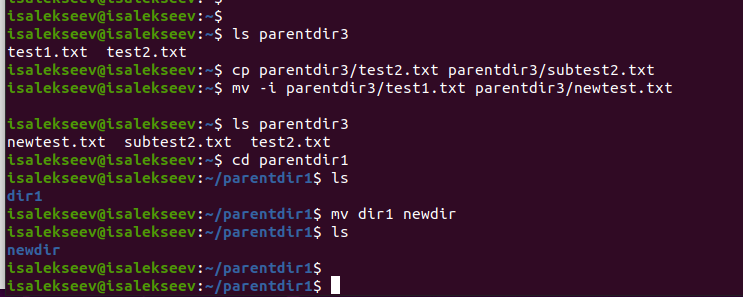 isalekseev@isalekseev:~$
isalekseev@isalekseev:~$
isalekseev@isalekseev:~$ ls parentdir3
test1.txt  test2.txt
isalekseev@isalekseev:~$ cp parentdir3/test2.txt parentdir3/subtest2.txt
isalekseev@isalekseev:~$ mv -i parentdir3/test1.txt parentdir3/newtest.txt
isalekseev@isalekseev:~$ ls parentdir3
newtest.txt  subtest2.txt  test2.txt
isalekseev@isalekseev:~$ cd parentdir1
isalekseev@isalekseev:~/parentdir1$ ls
dir1
isalekseev@isalekseev:~/parentdir1$ mv dir1 newdir
isalekseev@isalekseev:~/parentdir1$ ls
newdir
isalekseev@isalekseev:~/parentdir1$
isalekseev@isalekseev:~/parentdir1$